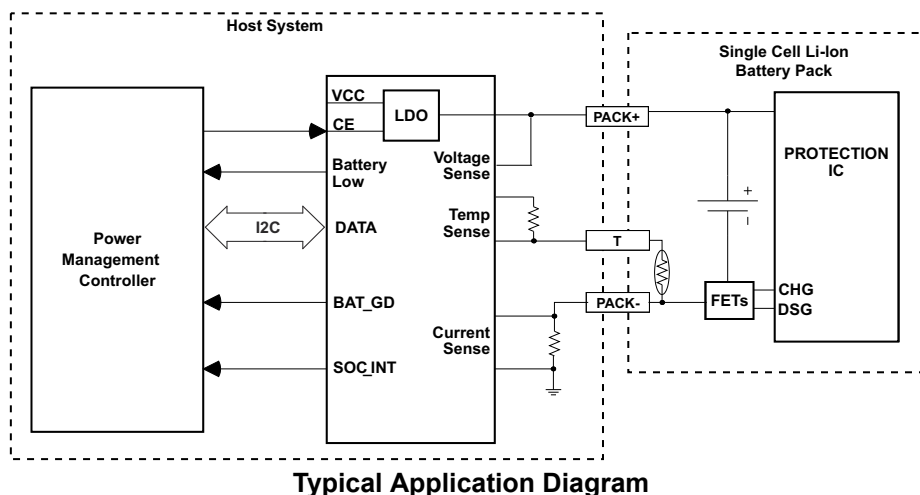 Host System
Single Cell Li-Ion
Battery Pack
VCC
LDO
CE
PACK+
Battery
Low
Voltage
Sense
PROTECTION
IC
Temp
Sense
+
I2C
DATA
T
Power
Management
Controller
–
BAT_GD
PACK-
FETs
CHG
DSG
Current
Sense
SOC_INT
Typical Application Diagram